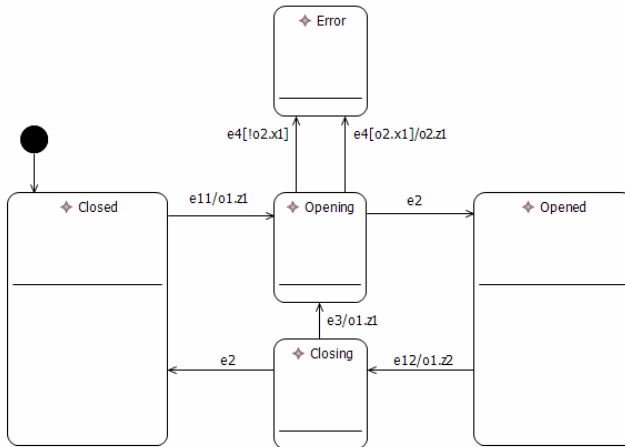 Error
e4[!o2.x1]
e4[o2.x1]/o2.z1
Closed
e11/o1.z1
Opening
e2
Opened
e3/o1.z1
Closing
e2
e12/o1.z2